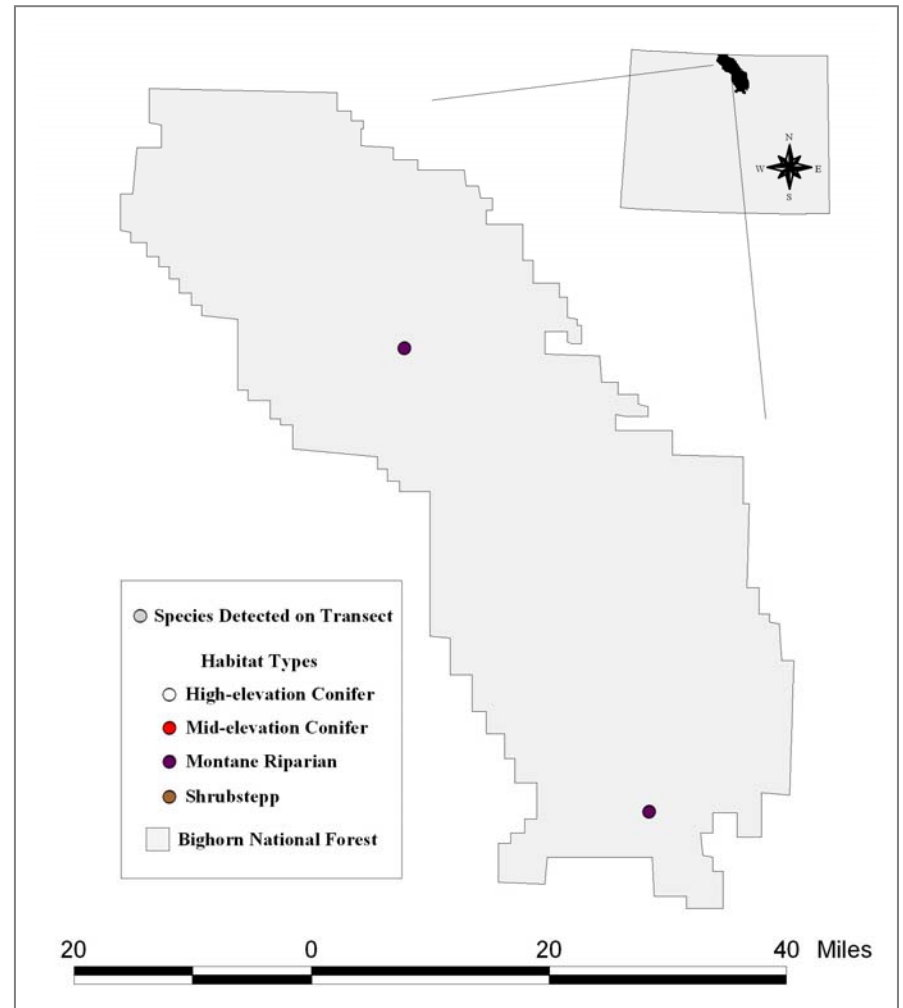 N
W E
S
Species Detected on Transect
Habitat Types
High-elevation Conifer
Mid-elevation Conifer
Montane Riparian
Shrubstepp
Bighorn National Forest
20 0 20 40 Miles